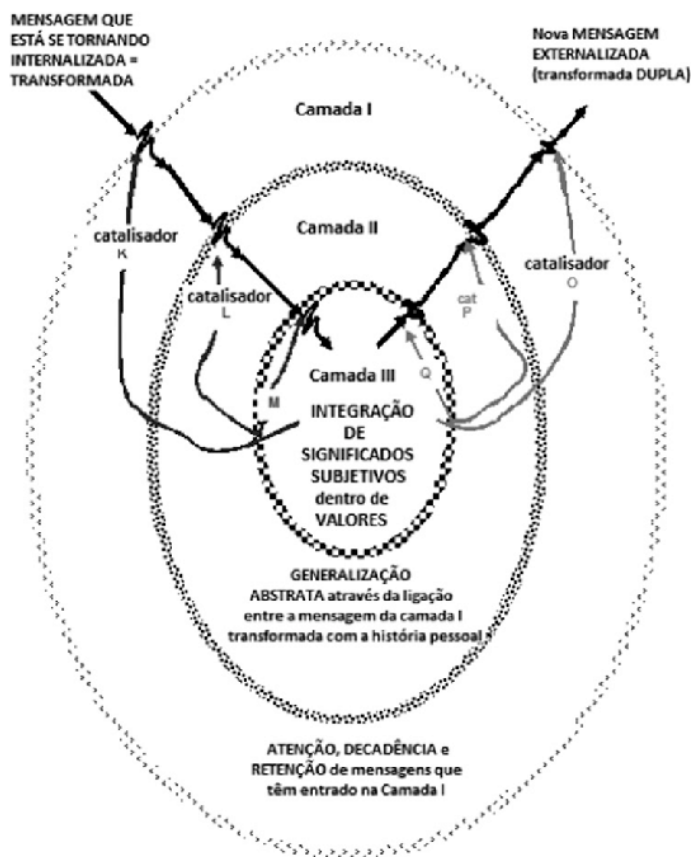 MENSAGEM QUE
ESTÁ SE TORNANDO
INTERNALIZADA =
TRANSFORMADA
Nova MENSAGEM
EXTERNALIZADA
(transformada DUPLA)
Camada I
catalisador
K
Camada II
catalisador
L
cat
P
catalisador
O
M
Q
Camada III
INTEGRAÇÃO
DE
SIGNIFICADOS
SUBJETIVOS
dentro de
VALORES
GENERALIZAÇÃO
ABSTRATA através da ligação
entre a mensagem da camada I
transformada com a história pessoal
ATENÇÃO, DECADÊNCIA e
RETENÇÃO de mensagens que
têm entrado na Camada I